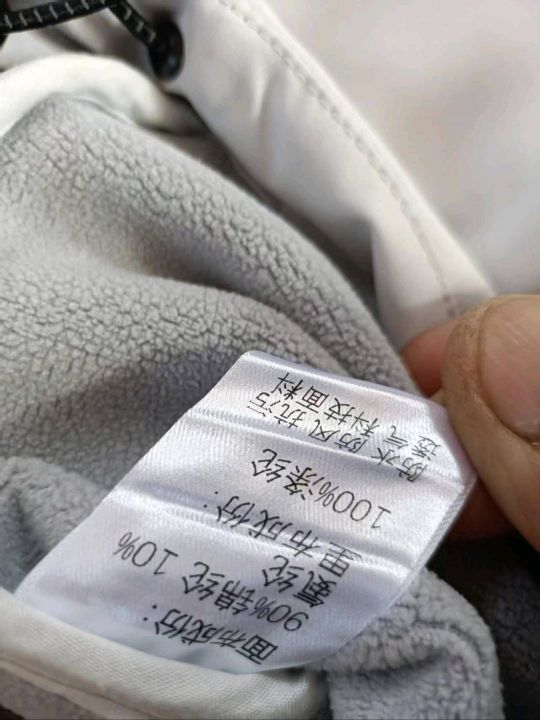 面布成份：
90%锦纶 10%
氨纶
里布成份：
100%涤纶
防水 防风 抗污
透气 科技面料